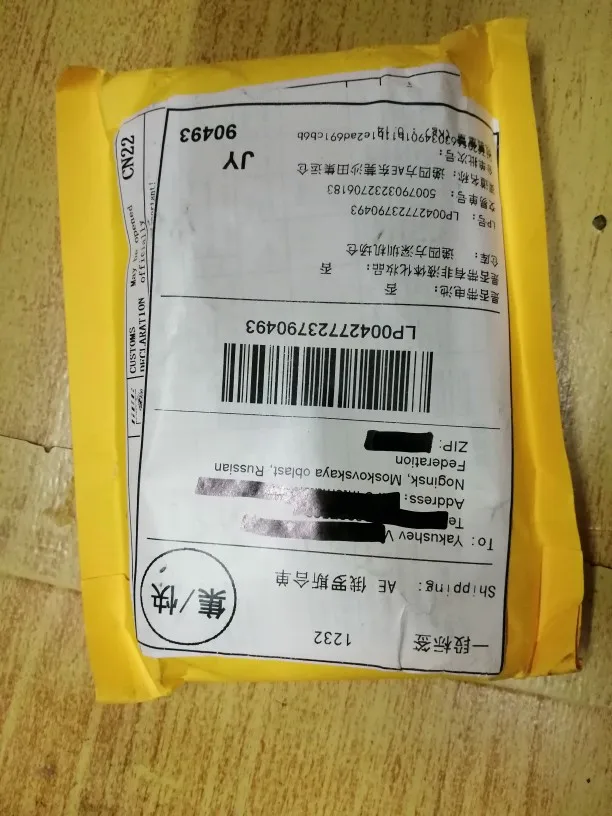 一段标签 1232
Shipping: AE 俄罗斯合单
集/快
To: Yakushev V
Te
Address:
Noginsk, Moskovskaya oblast, Russian
Federation
ZIP:
LP00427723790493
是否带电池: 否
是否带有非液体化妆品: 否
仓库: 递四方深圳机场仓
LP号: LP00427723790493
交易单号: 5007903232706183
渠道名称: 递四方AE东莞沙田集运仓
JY
90493
CUSTOMS
DECLARATION
May be opened
officially
CN22